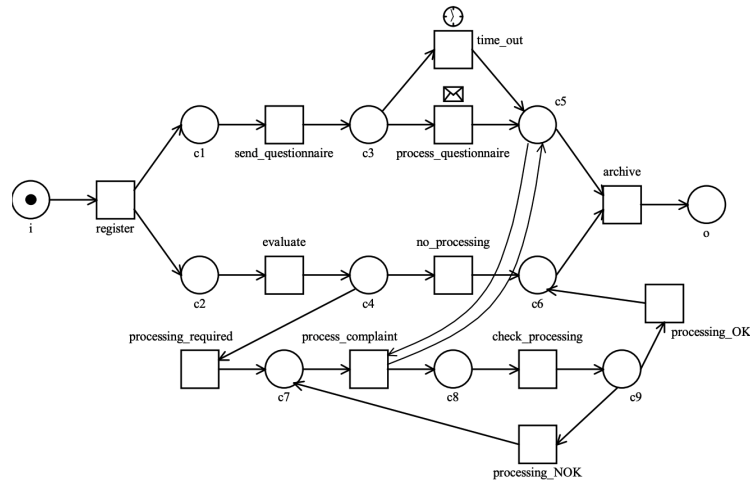 time_out
c5
c1
send_questionnaire
c3
process_questionnaire
archive
i
register
evaluate
no_processing
o
c2
c4
c6
processing_required
process_complaint
check_processing
processing_OK
c7
c8
c9
processing_NOK